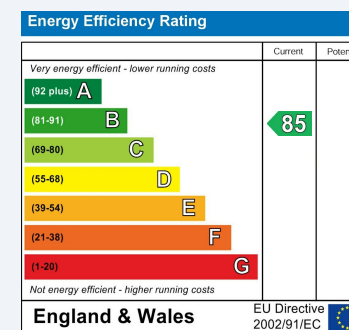 Energy Efficiency Rating
Current Poten
Very energy efficient - lower running costs
(92 plus) A
(81-91) B 85
(69-80) C
(55-68) D
(39-54) E
(21-38) F
(1-20) G
Not energy efficient - higher running costs
England & Wales
EU Directive
2002/91/EC